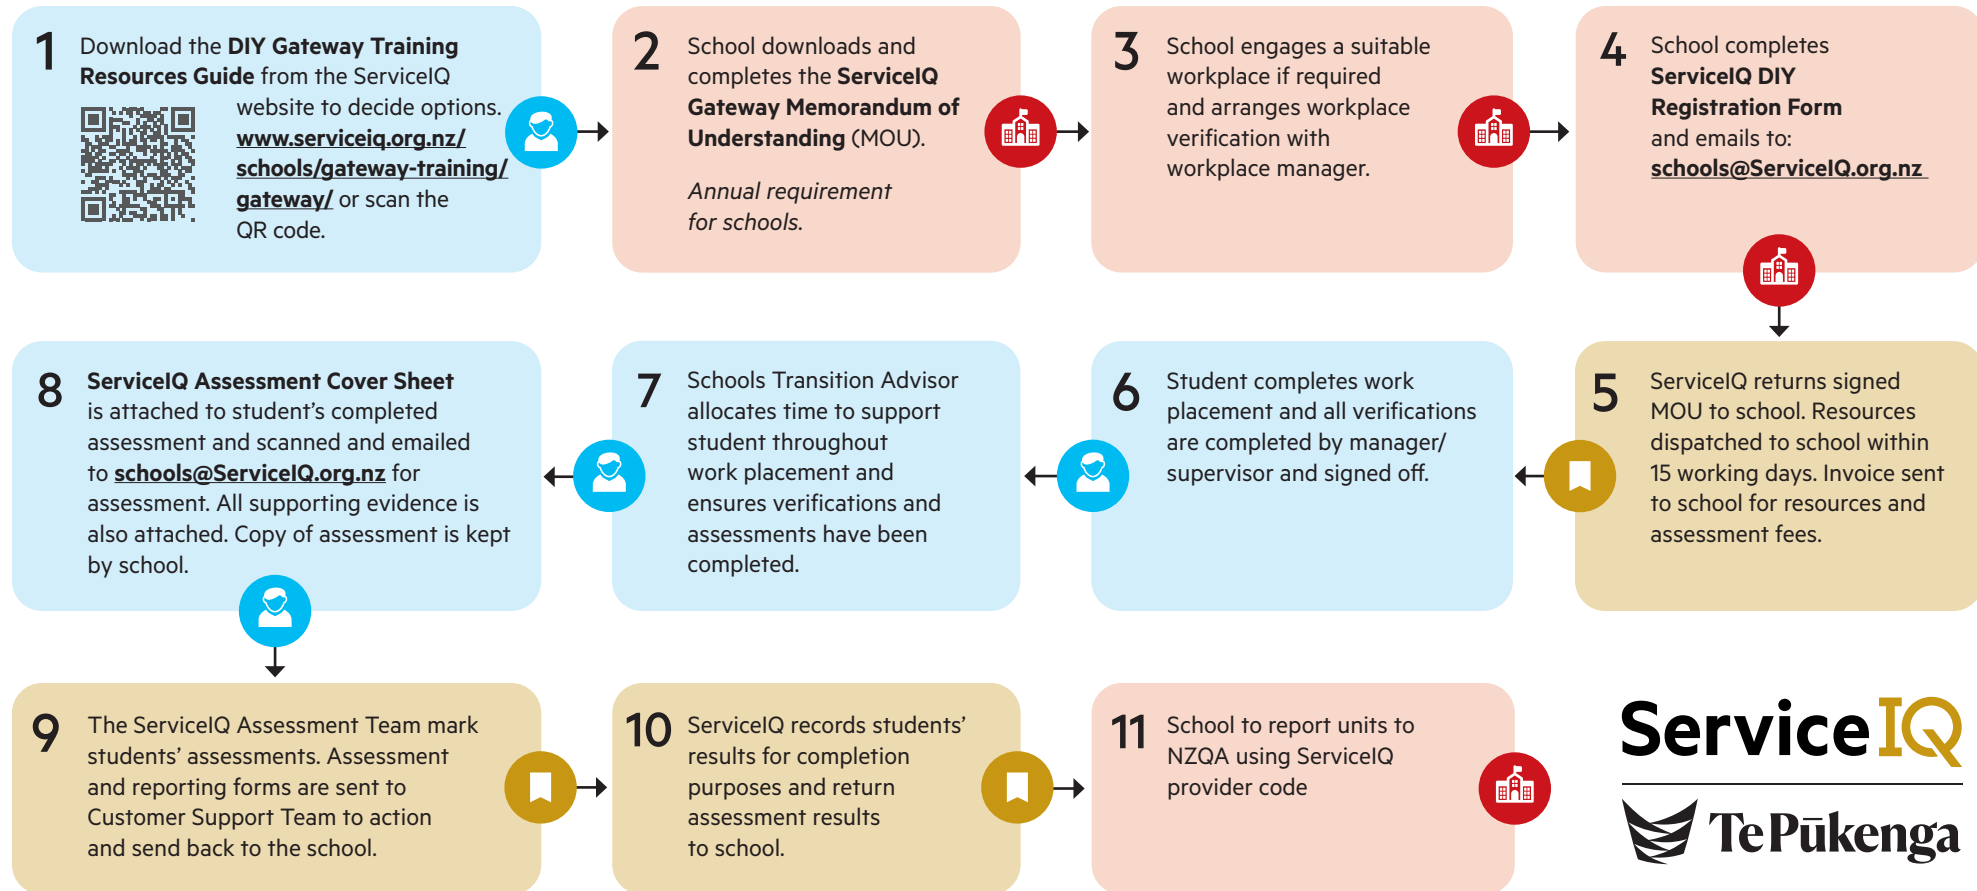 1
Download the DIY Gateway Training
Resources Guide from the ServiceIQ
website to decide options.
www.serviceiq.org.nz/
schools/gateway-training/
gateway/ or scan the
QR code.
2
School downloads and
completes the ServiceIQ
Gateway Memorandum of
Understanding (MOU).
Annual requirement
for schools.
3
School engages a suitable
workplace if required
and arranges workplace
verification with
workplace manager.
4
School completes
ServiceIQ DIY
Registration Form
and emails to:
schools@ServiceIQ.org.nz
5
ServiceIQ returns signed
MOU to school. Resources
dispatched to school within
15 working days. Invoice sent
to school for resources and
assessment fees.
6
Student completes work
placement and all verifications
are completed by manager/
supervisor and signed off.
7
Schools Transition Advisor
allocates time to support
student throughout
work placement and
ensures verifications and
assessments have been
completed.
8
ServiceIQ Assessment Cover Sheet
is attached to student’s completed
assessment and scanned and emailed
to schools@ServiceIQ.org.nz for
assessment. All supporting evidence is
also attached. Copy of assessment is kept
by school.
9
The ServiceIQ Assessment Team mark
students’ assessments. Assessment
and reporting forms are sent to
Customer Support Team to action
and send back to the school.
10
ServiceIQ records students’
results for completion
purposes and return
assessment results
to school.
11
School to report units to
NZQA using ServiceIQ
provider code
ServiceIQ
Te Pūkenga